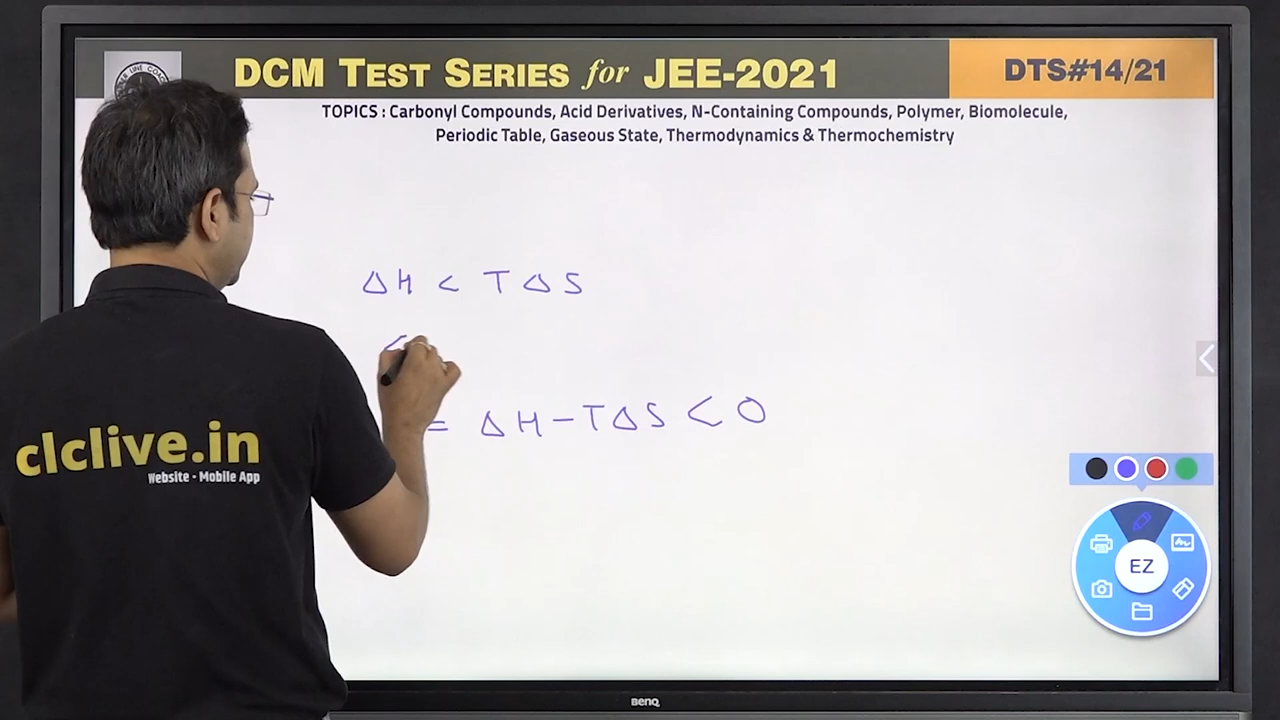 DCM TEST SERIES for JEE-2021
DTS#14/21
TOPICS : Carbonyl Compounds, Acid Derivatives, N-Containing Compounds, Polymer, Biomolecule,
Periodic Table, Gaseous State, Thermodynamics & Thermochemistry
ΔH < TΔS
= ΔH – TΔS < 0
clclive.in
Website - Mobile App
EZ
BenQ